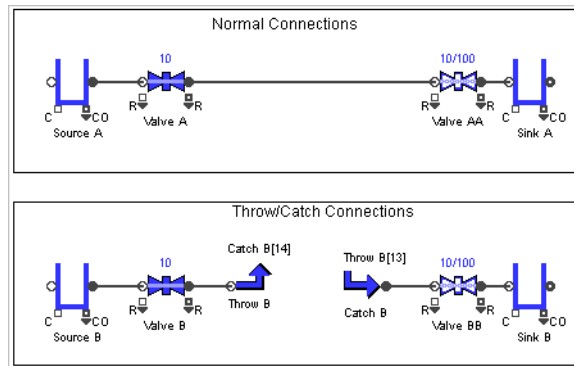 Normal Connections
10
10/100
C
CO
R
R
R
R
C
CO
Source A
Valve A
Valve AA
Sink A
Throw/Catch Connections
Catch B[14]
Throw B[13]
10
10/100
Throw B
Catch B
C
CO
R
R
R
R
C
CO
Source B
Valve B
Valve BB
Sink B